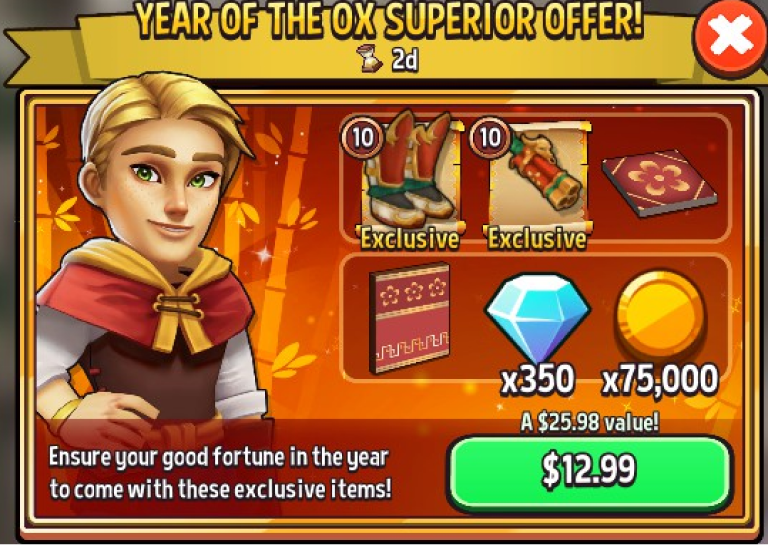 YEAR OF THE OX SUPERIOR OFFER!
2d
10
10
Exclusive
Exclusive
x350
x75,000
A $25.98 value!
$12.99
Ensure your good fortune in the year
to come with these exclusive items!